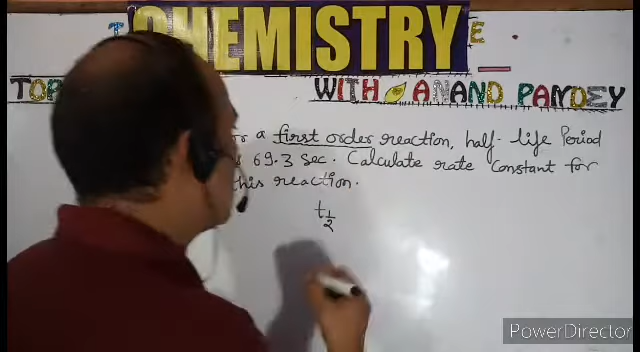 CHEMISTRY
TOP WITH ANAND PANDEY
r a first order reaction, half-life Period
s 69.3 sec. Calculate rate constant for
this reaction.
t 1/2
PowerDirector